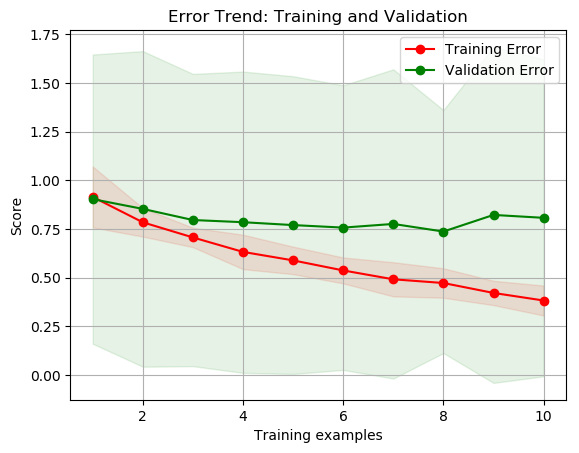 Error Trend: Training and Validation
Training Error
Validation Error
1.75
1.50
1.25
1.00
0.75
0.50
0.25
0.00
Score
2
4
6
8
10
Training examples